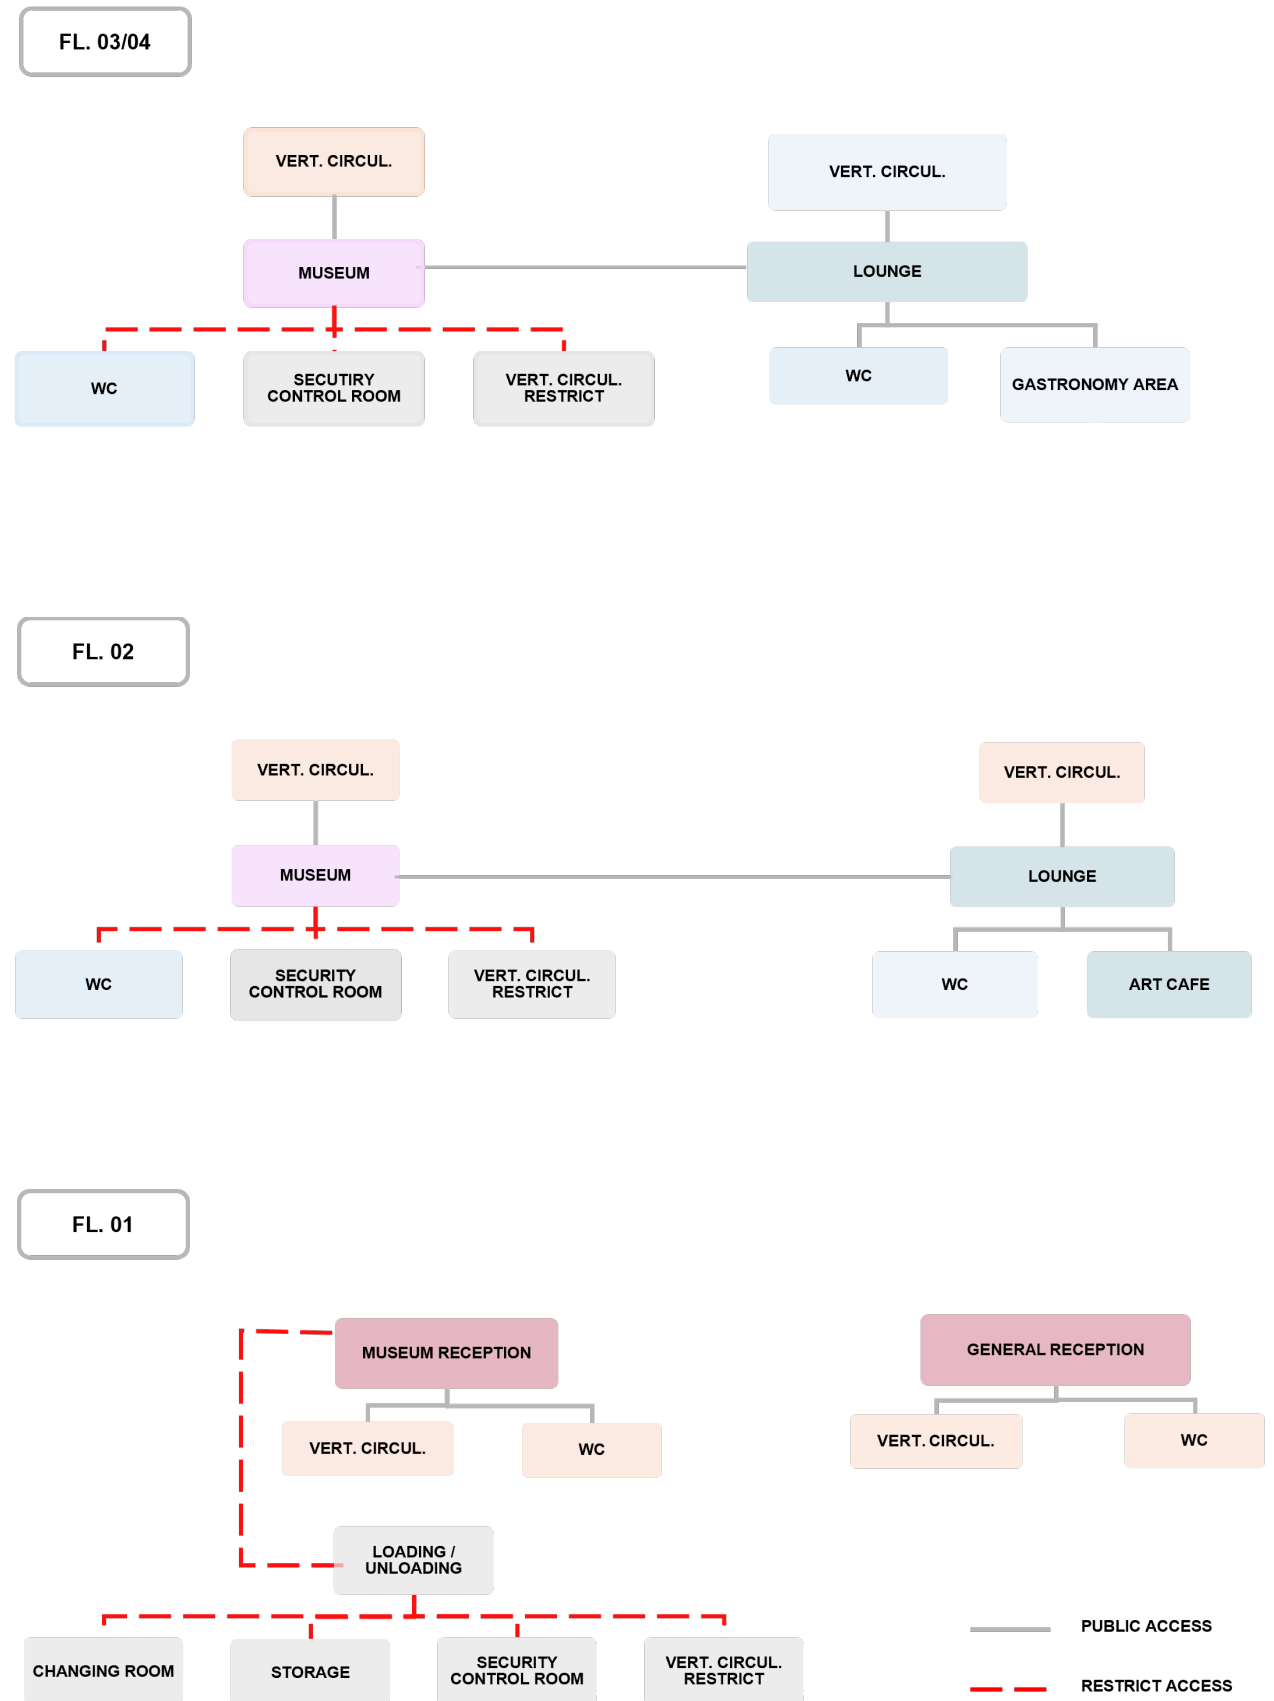 FL. 03/04
VERT. CIRCUL.
VERT. CIRCUL.
MUSEUM
LOUNGE
WC
SECUTIRY
CONTROL ROOM
VERT. CIRCUL.
RESTRICT
WC
GASTRONOMY AREA
FL. 02
VERT. CIRCUL.
VERT. CIRCUL.
MUSEUM
LOUNGE
WC
SECURITY
CONTROL ROOM
VERT. CIRCUL.
RESTRICT
WC
ART CAFE
FL. 01
MUSEUM RECEPTION
GENERAL RECEPTION
VERT. CIRCUL.
WC
VERT. CIRCUL.
WC
LOADING /
UNLOADING
CHANGING ROOM
STORAGE
SECURITY
CONTROL ROOM
VERT. CIRCUL.
RESTRICT
PUBLIC ACCESS
RESTRICT ACCESS